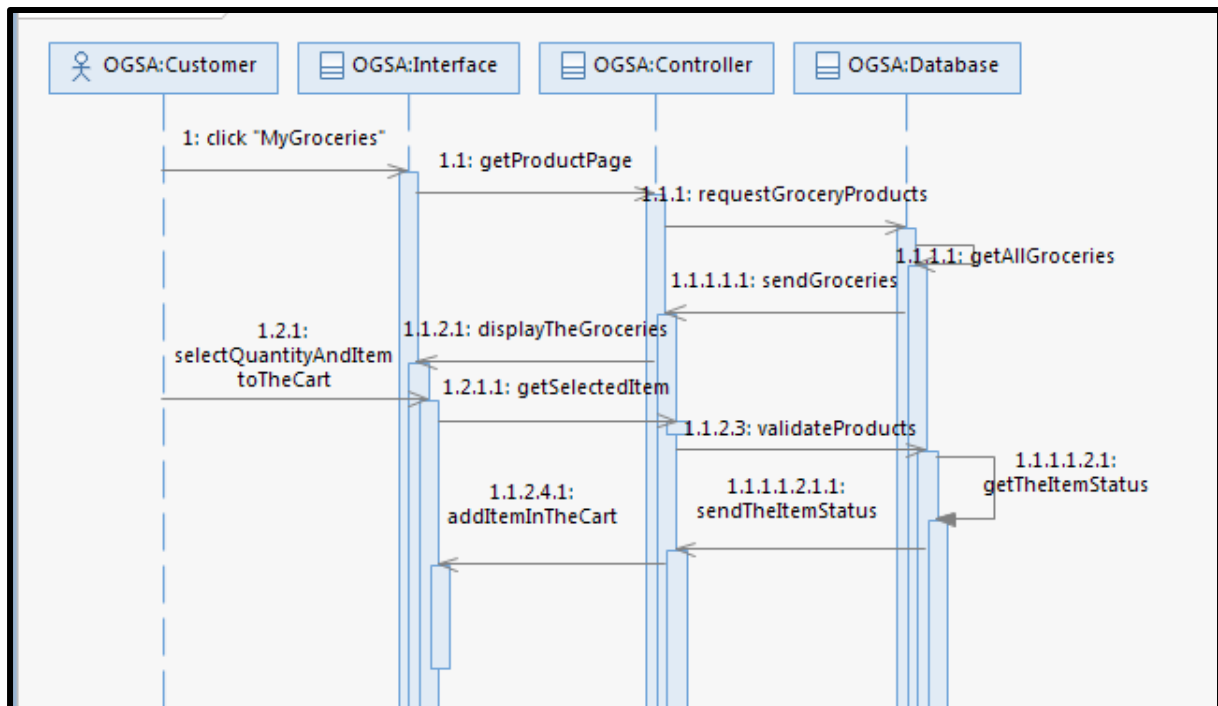 OGSA:Customer
OGSA:Interface
OGSA:Controller
OGSA:Database
1: click "MyGroceries"
1.1: getProductPage
1.1.1: requestGroceryProducts
1.1.1.1: getAllGroceries
1.1.1.1.1: sendGroceries
1.1.2.1: displayTheGroceries
1.2.1:
selectQuantityAndItem
toTheCart
1.2.1.1: getSelectedItem
1.1.2.3: validateProducts
1.1.1.1.2.1:
getTheItemStatus
1.1.1.1.2.1.1:
sendTheItemStatus
1.1.2.4.1:
addItemInTheCart